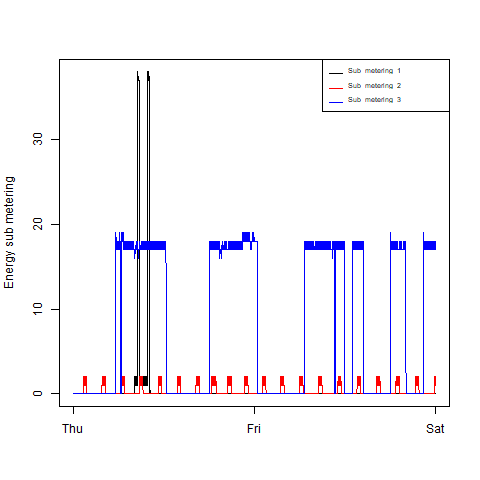 Sub metering 1
Sub metering 2
Sub metering 3
Energy sub metering
30
20
10
0
Thu Fri Sat